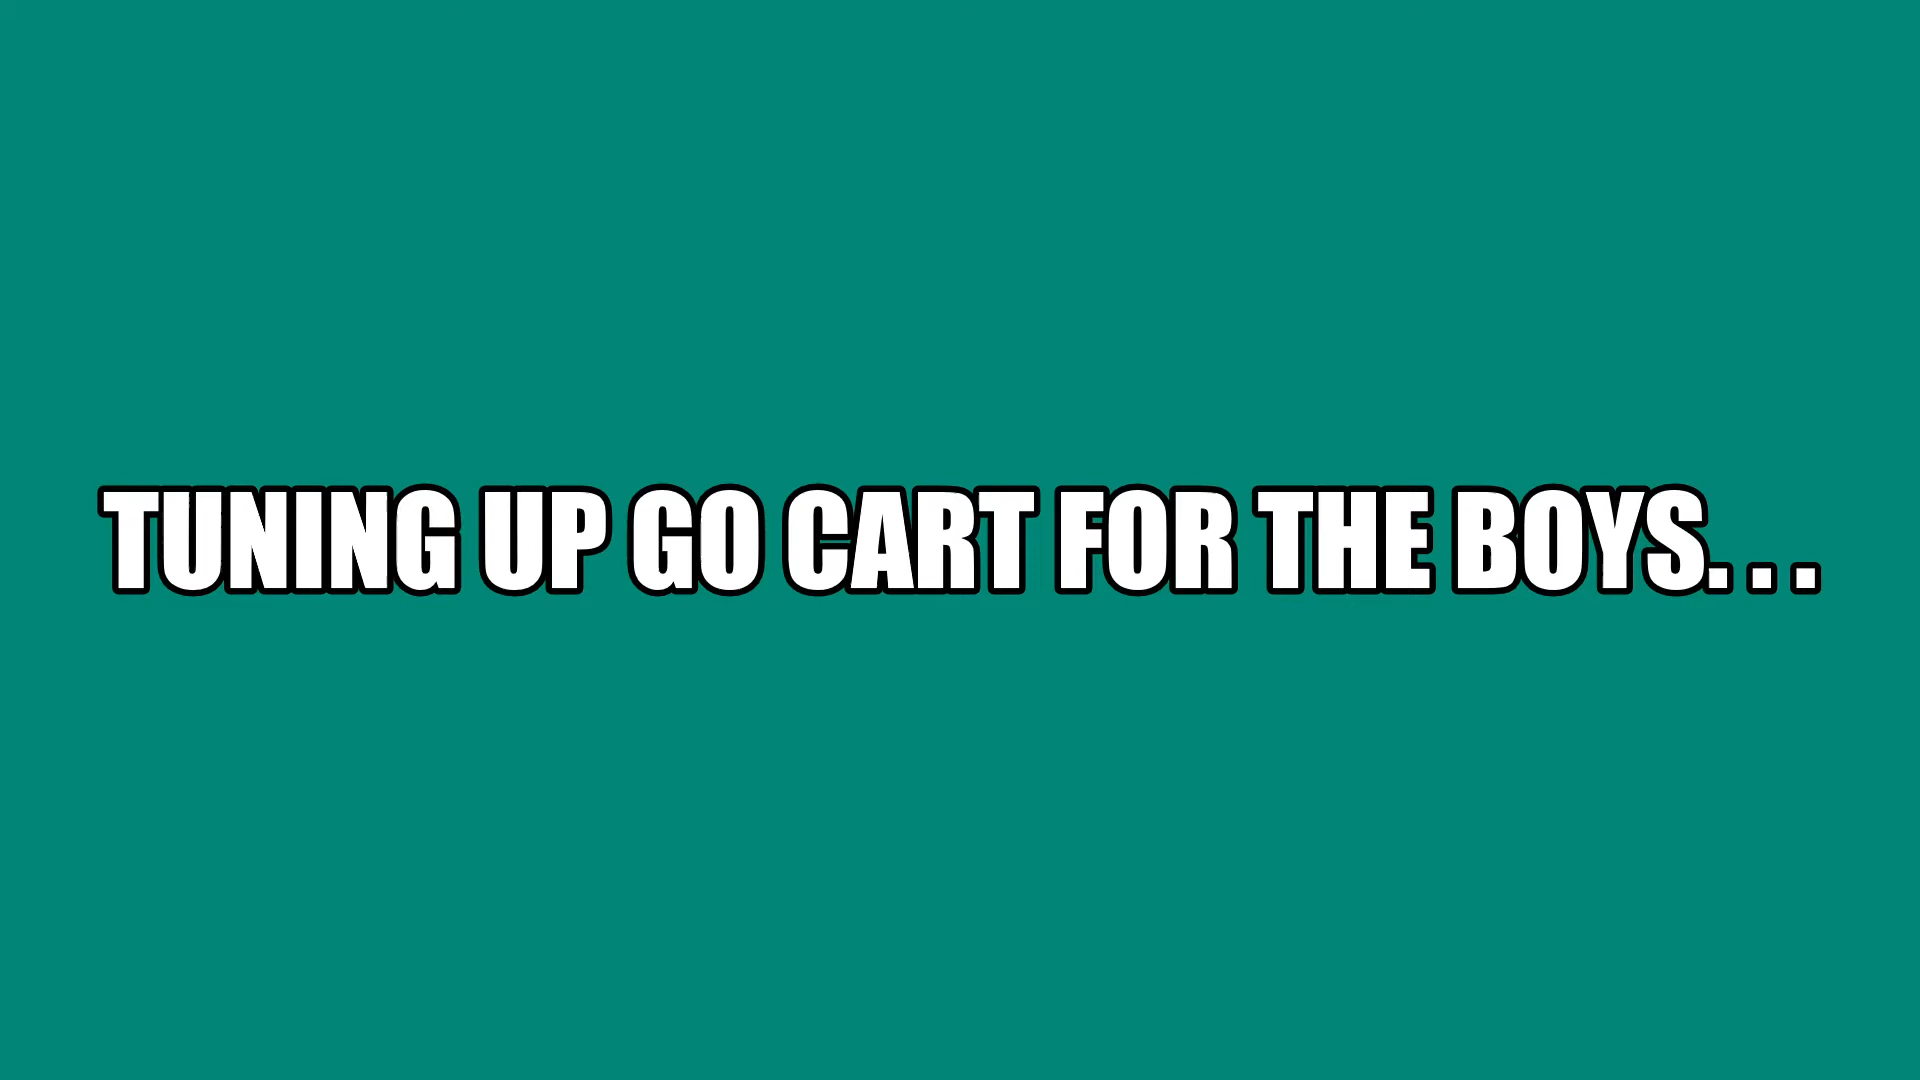 TUNING UP GO CART FOR THE BOYS. . .